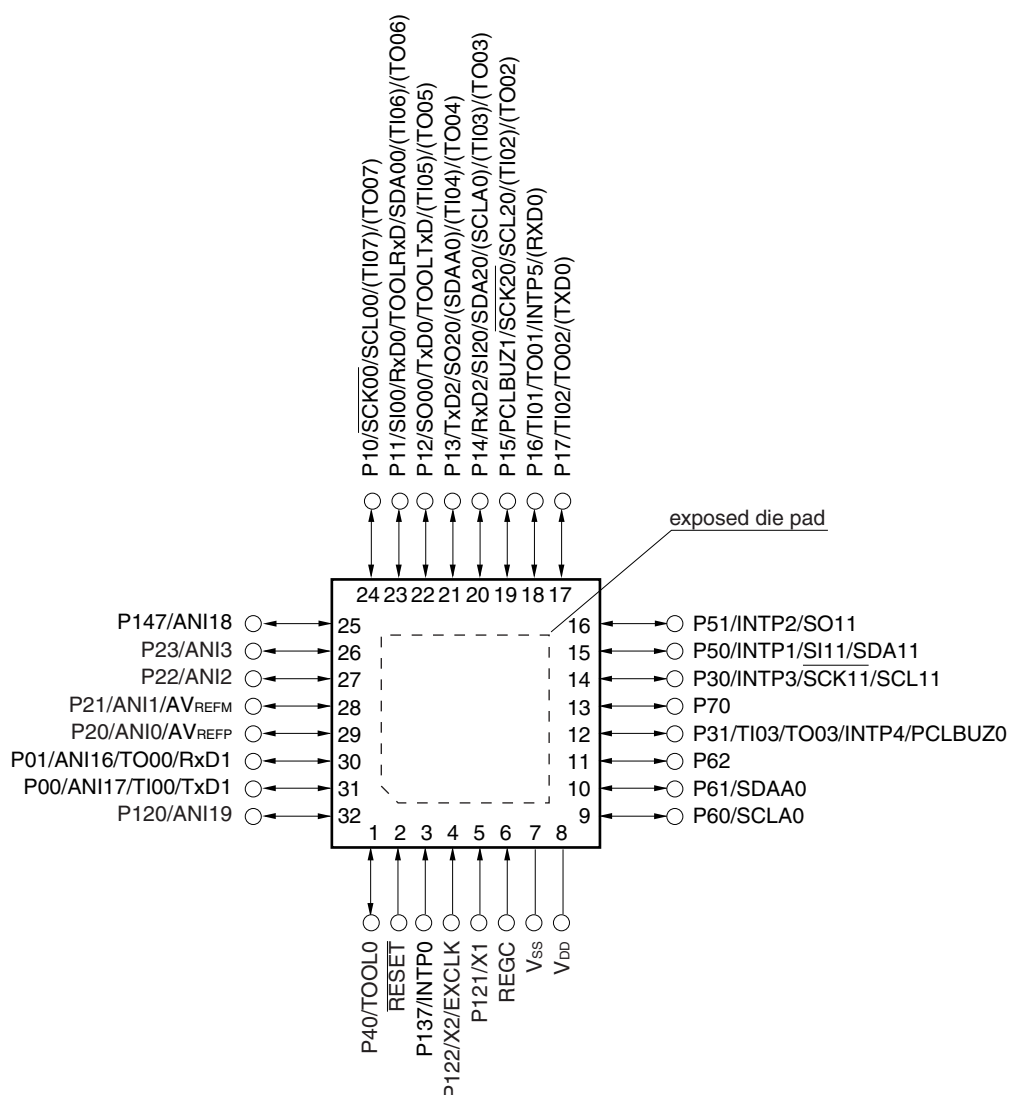 P10/SCK00/SCL00/(TI07)/(TO07)
P11/SI00/RxD0/TOOLRxD/SDA00/(TI06)/(TO06)
P12/SO00/TxD0/TOOLTxD/(TI05)/(TO05)
P13/TxD2/SO20/(SDAA0)/(TI04)/(TO04)
P14/RxD2/SI20/SDA20/(SCLA0)/(TI03)/(TO03)
P15/PCLBUZ1/SCK20/SCL20/(TI02)/(TO02)
P16/TI01/TO01/INTP5/(RXD0)
P17/TI02/TO02/(TXD0)
exposed die pad
24 23 22 21 20 19 18 17
P147/ANI18 25
P23/ANI3 26
P22/ANI2 27
P21/ANI1/AVREFM 28
P20/ANI0/AVREFP 29
P01/ANI16/TO00/RxD1 30
P00/ANI17/TI00/TxD1 31
P120/ANI19 32
16 P51/INTP2/SO11
15 P50/INTP1/SI11/SDA11
14 P30/INTP3/SCK11/SCL11
13 P70
12 P31/TI03/TO03/INTP4/PCLBUZ0
11 P62
10 P61/SDAA0
9 P60/SCLA0
1 2 3 4 5 6 7 8
P40/TOOL0
RESET
P137/INTP0
P122/X2/EXCLK
P121/X1
REGC
VSS
VDD